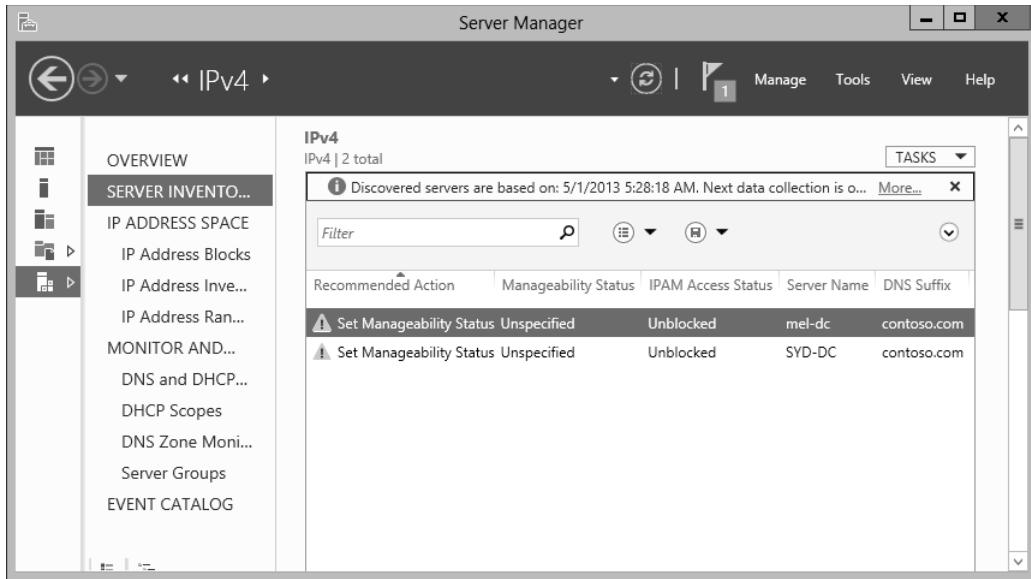 Server Manager
IPv4
1
Manage Tools View Help
OVERVIEW
SERVER INVENTO...
IP ADDRESS SPACE
IP Address Blocks
IP Address Inve...
IP Address Ran...
MONITOR AND...
DNS and DHCP...
DHCP Scopes
DNS Zone Moni...
Server Groups
EVENT CATALOG
IPv4
IPv4 | 2 total
TASKS
Discovered servers are based on: 5/1/2013 5:28:18 AM. Next data collection is o... More...
Filter
Recommended Action Manageability Status IPAM Access Status Server Name DNS Suffix
Set Manageability Status Unspecified Unblocked mel-dc contoso.com
Set Manageability Status Unspecified Unblocked SYD-DC contoso.com